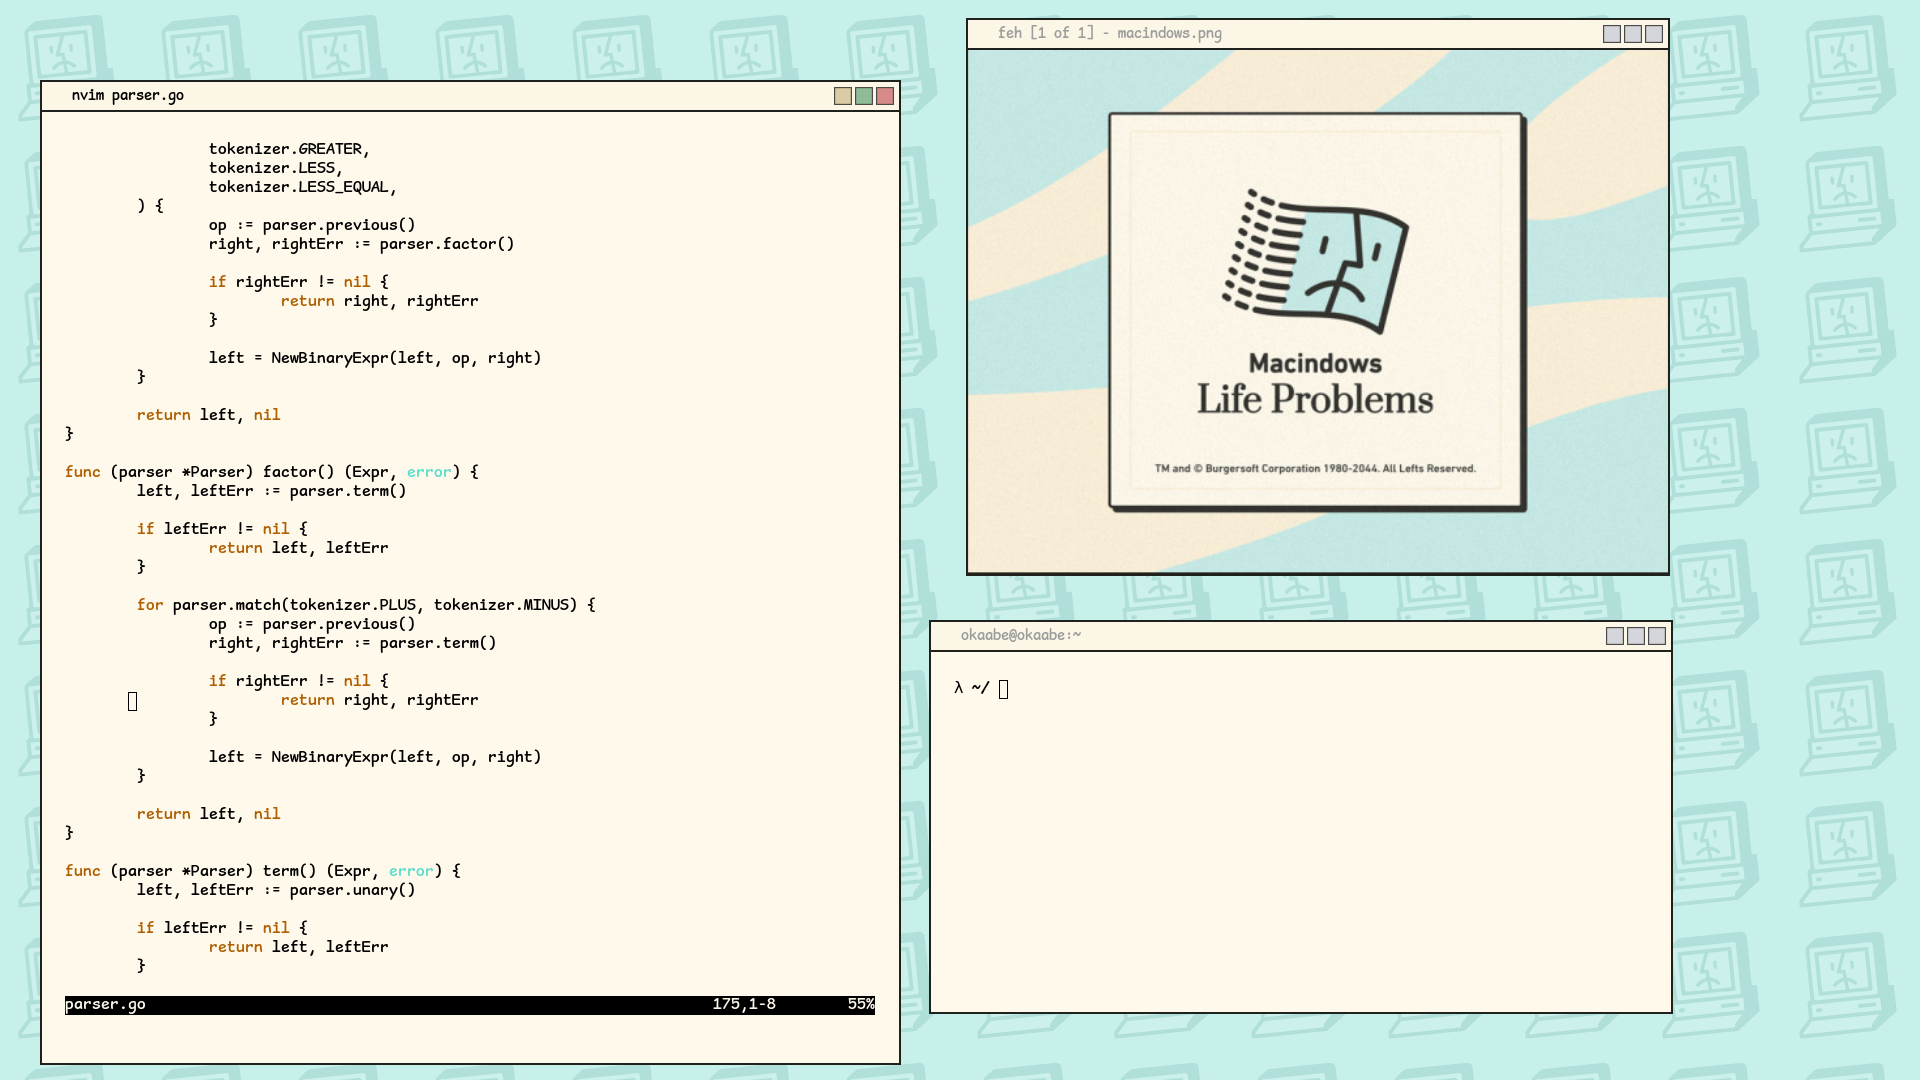 nvim parser.go
tokenizer.GREATER,
tokenizer.LESS,
tokenizer.LESS_EQUAL,
) {
op := parser.previous()
right, rightErr := parser.factor()
if rightErr != nil {
return right, rightErr
}
left = NewBinaryExpr(left, op, right)
}
return left, nil
}
func (parser *Parser) factor() (Expr, error) {
left, leftErr := parser.term()
if leftErr != nil {
return left, leftErr
}
for parser.match(tokenizer.PLUS, tokenizer.MINUS) {
op := parser.previous()
right, rightErr := parser.term()
if rightErr != nil {
return right, rightErr
}
left = NewBinaryExpr(left, op, right)
}
return left, nil
}
func (parser *Parser) term() (Expr, error) {
left, leftErr := parser.unary()
if leftErr != nil {
return left, leftErr
}
parser.go 175,1-8 55%
feh [1 of 1] - macindows.png
Macindows
Life Problems
TM and © Burgersoft Corporation 1980-2044. All Lefts Reserved.
okaabe@okaabe:~
λ ~/